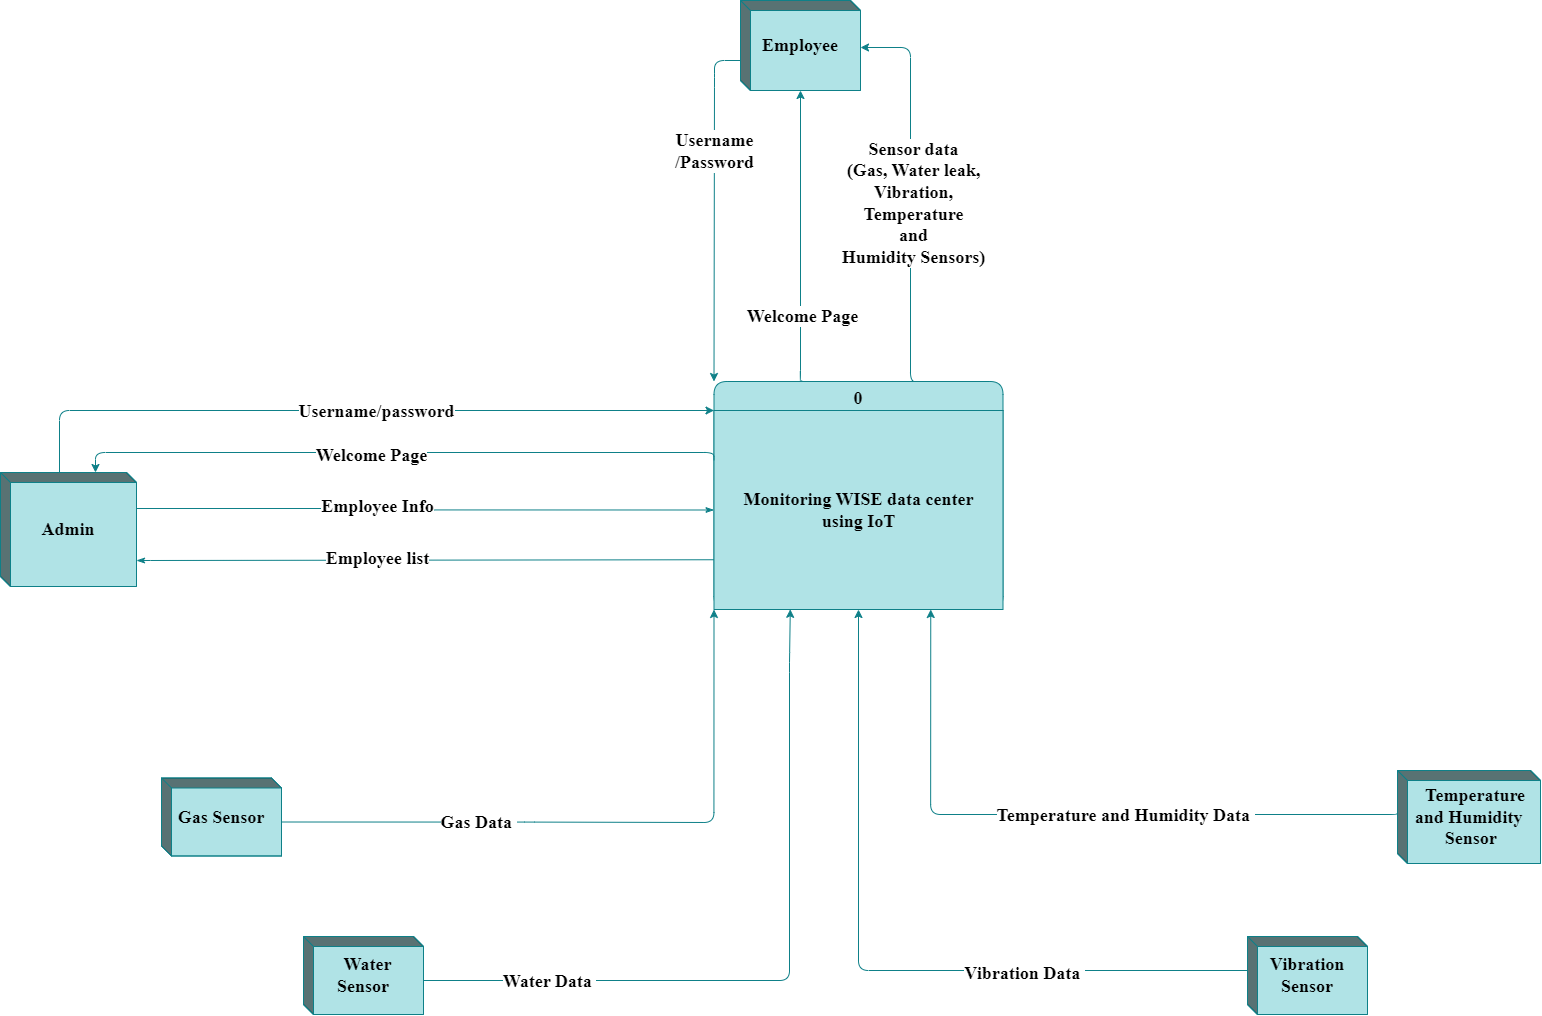 Employee
Username
/Password
Sensor data
(Gas, Water leak,
Vibration,
Temperature
and
Humidity Sensors)
Welcome Page
0
Username/password
Welcome Page
Monitoring WISE data center
using IoT
Employee Info
Admin
Employee list
Gas Sensor
Gas Data
Temperature and Humidity Data
Temperature
and Humidity
Sensor
Water
Sensor
Water Data
Vibration Data
Vibration
Sensor